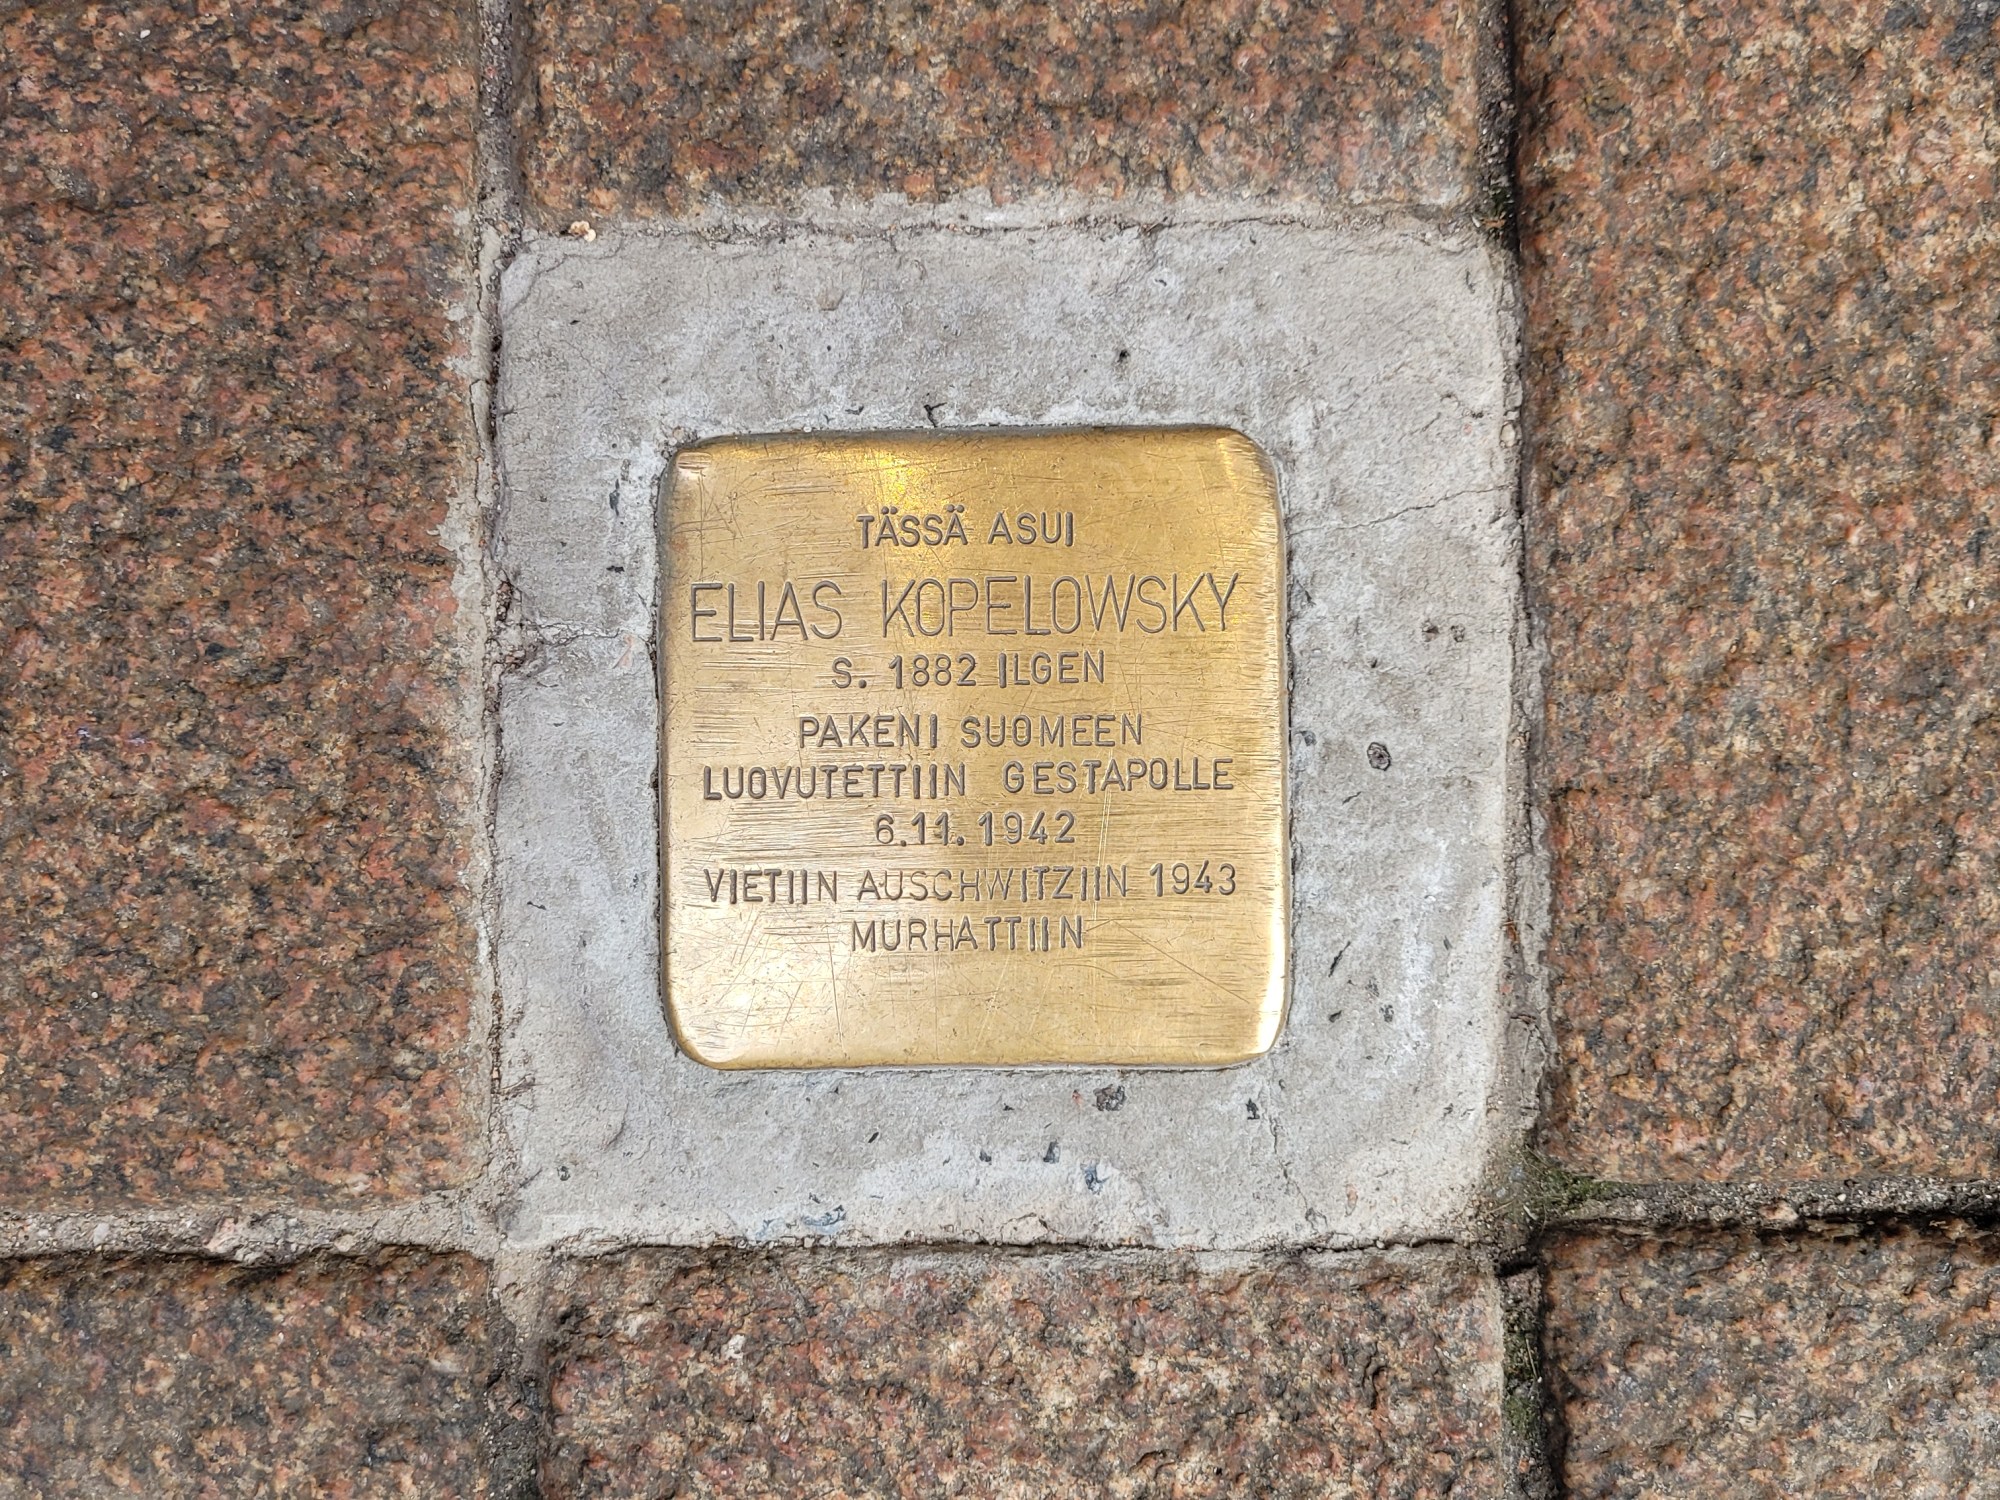 TÄSSÄ ASUI
ELIAS KOPELOWSKY
S. 1882 ILGEN
PAKENI SUOMEEN
LUOVUTETTIIN GESTAPOLLE
6.11.1942
VIETIIN AUSCHWITZIIN 1943
MURHATTIIN